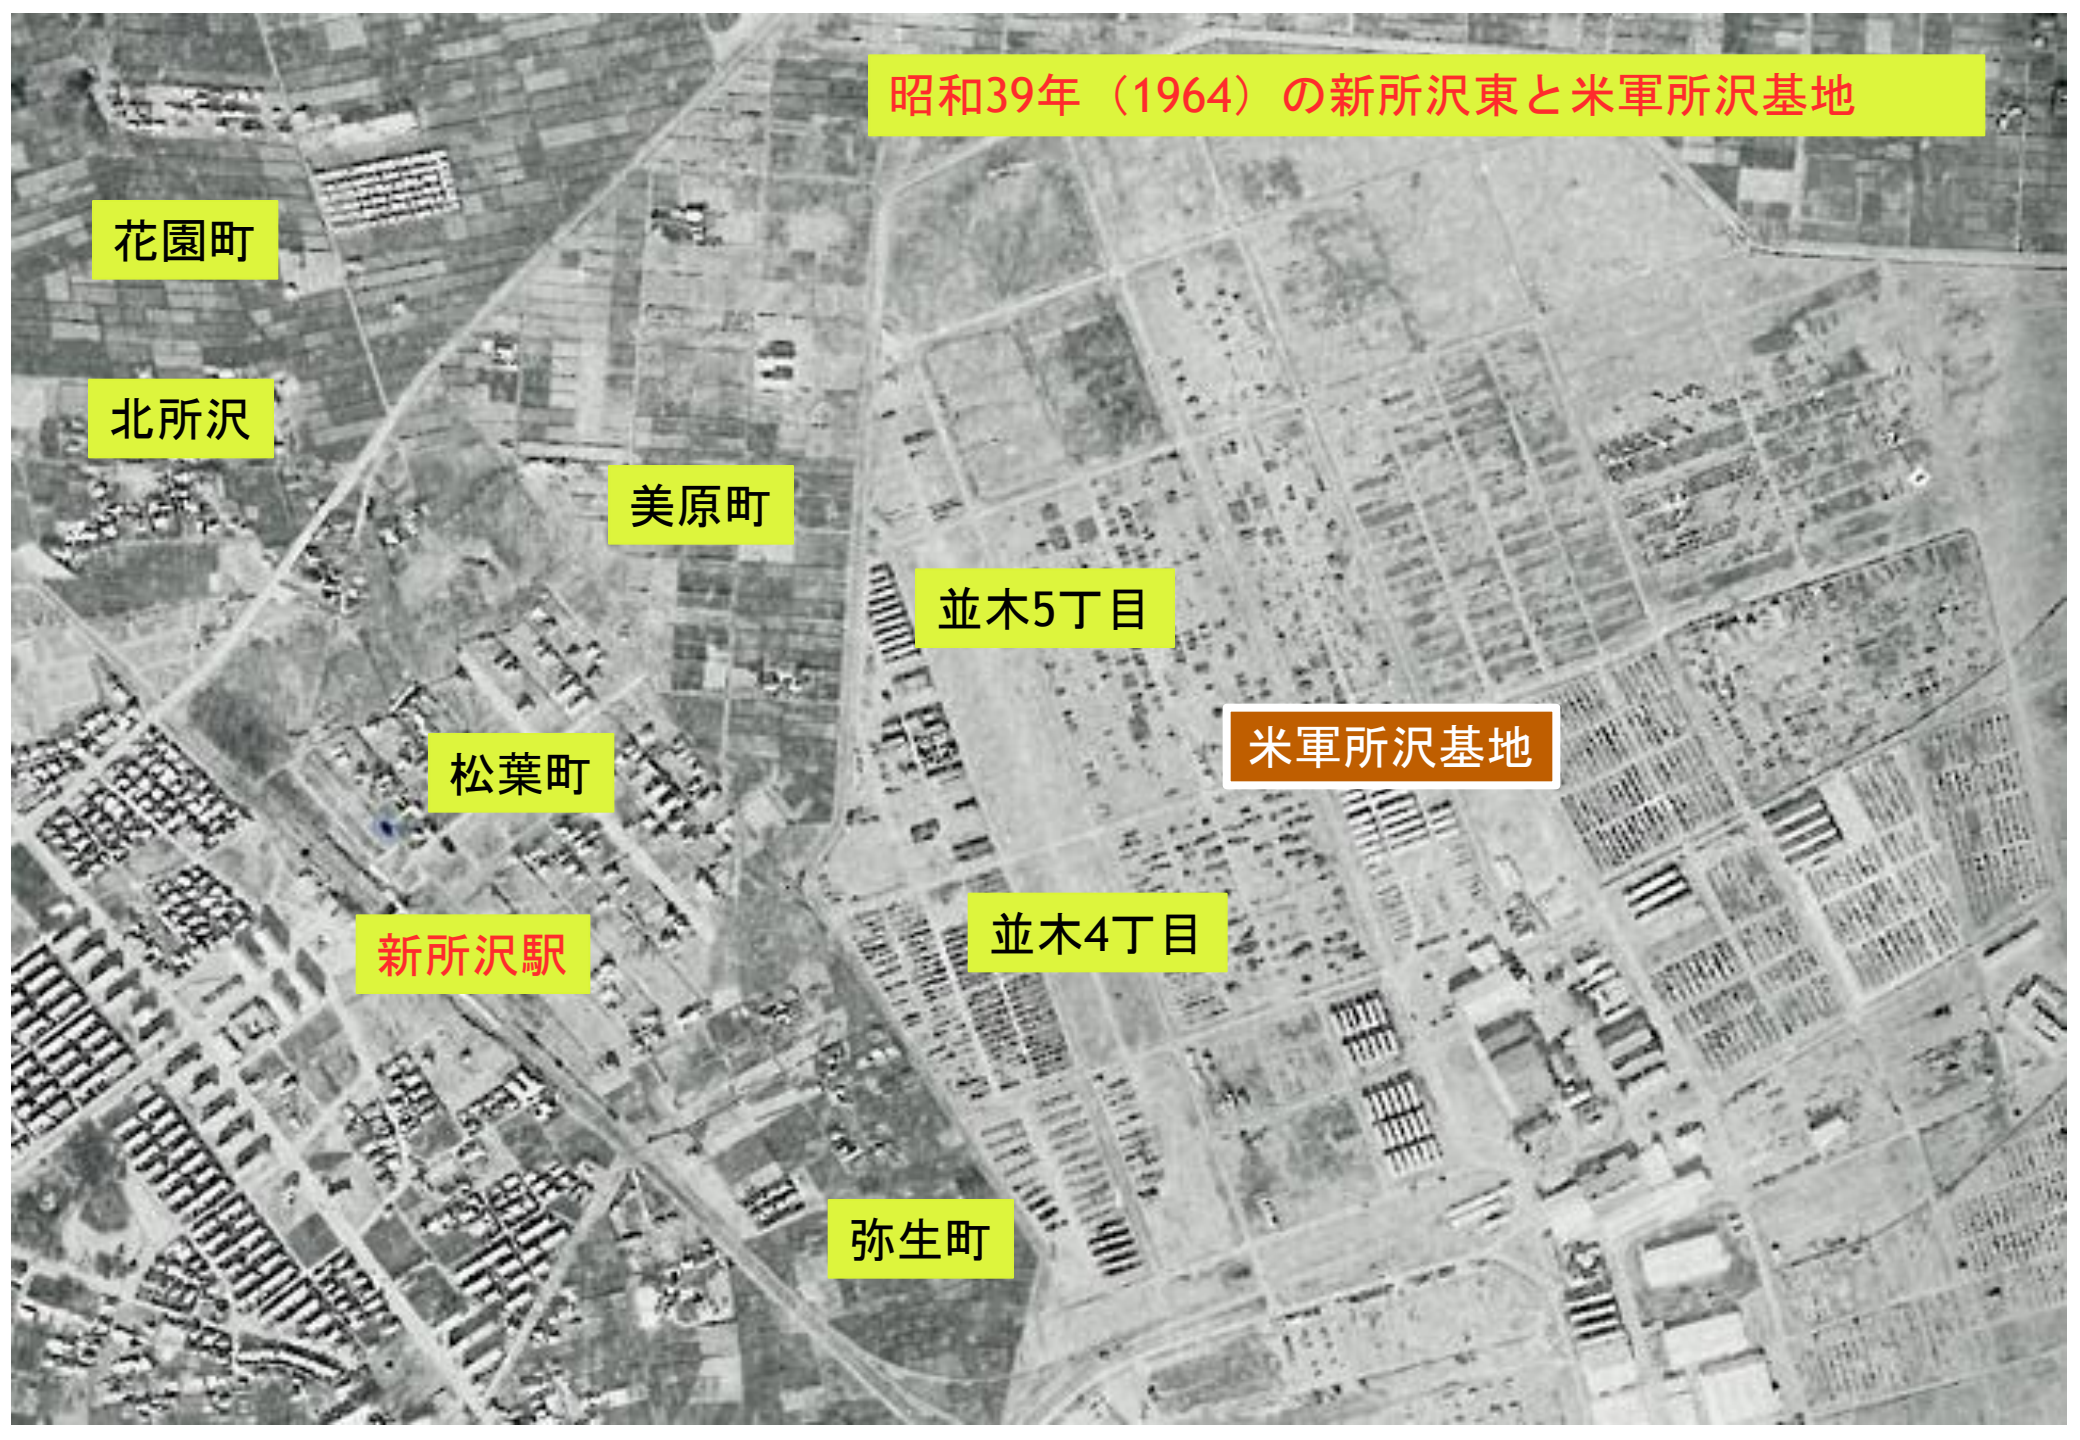 昭和39年（1964）の新所沢東と米軍所沢基地
花園町
北所沢
美原町
並木5丁目
米軍所沢基地
松葉町
並木4丁目
新所沢駅
弥生町